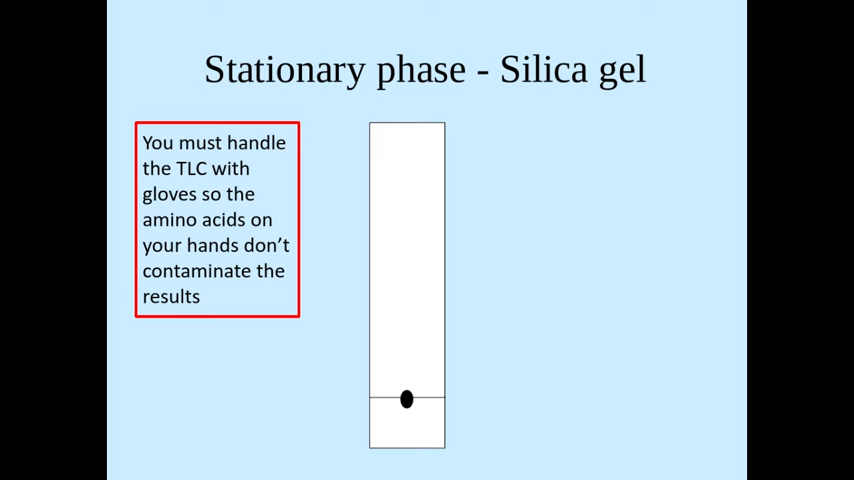 Stationary phase - Silica gel
You must handle
the TLC with
gloves so the
amino acids on
your hands don’t
contaminate the
results